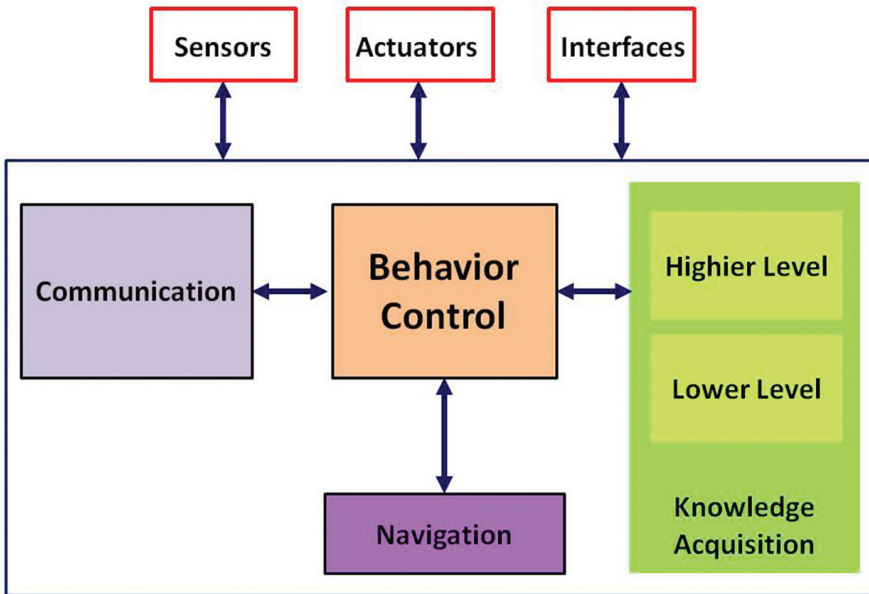 Sensors
Actuators
Interfaces
Communication
Behavior
Control
Highier Level
Lower Level
Knowledge
Acquisition
Navigation